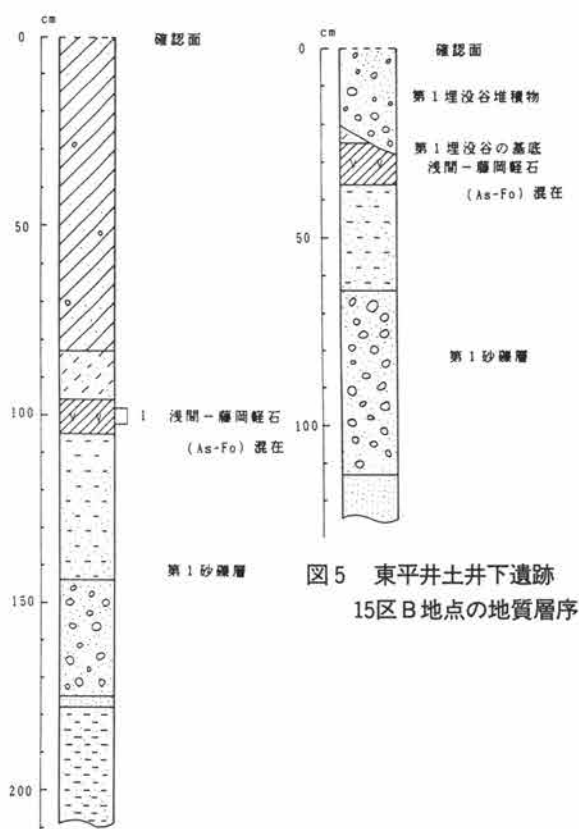 cm
0
確認面
50
100
1
浅間－藤岡軽石
(As-Fo) 混在
第1砂礫層
150
200
cm
0
確認面
第1埋没谷堆積物
第1埋没谷の基底
浅間－藤岡軽石
(As-Fo) 混在
50
第1砂礫層
100
図5 東平井土井下遺跡
15区B地点の地質層序